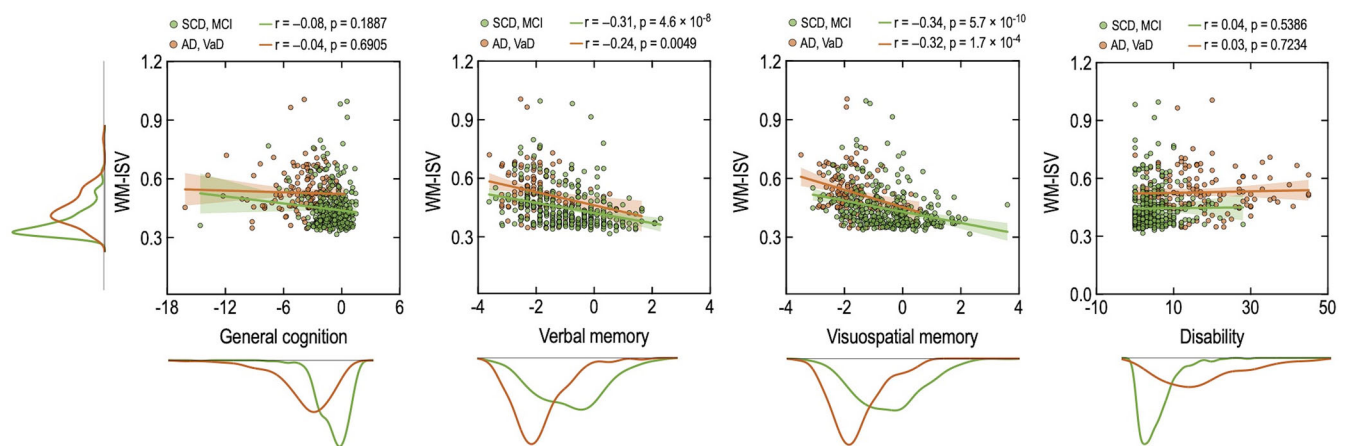 SCD, MCI r = –0.08, p = 0.1887
AD, VaD r = –0.04, p = 0.6905
SCD, MCI r = –0.31, p = 4.6 × 10⁻⁸
AD, VaD r = –0.24, p = 0.0049
SCD, MCI r = –0.34, p = 5.7 × 10⁻¹⁰
AD, VaD r = –0.32, p = 1.7 × 10⁻⁴
SCD, MCI r = 0.04, p = 0.5386
AD, VaD r = 0.03, p = 0.7234
WM-ISV
1.2
0.9
0.6
0.3
-18 -12 -6 0 6
General cognition
WM-ISV
1.2
0.9
0.6
0.3
-4 -2 0 2 4
Verbal memory
WM-ISV
1.2
0.9
0.6
0.3
-4 -2 0 2 4
Visuospatial memory
WM-ISV
1.2
0.9
0.6
0.3
0.0
-10 10 30 50
Disability